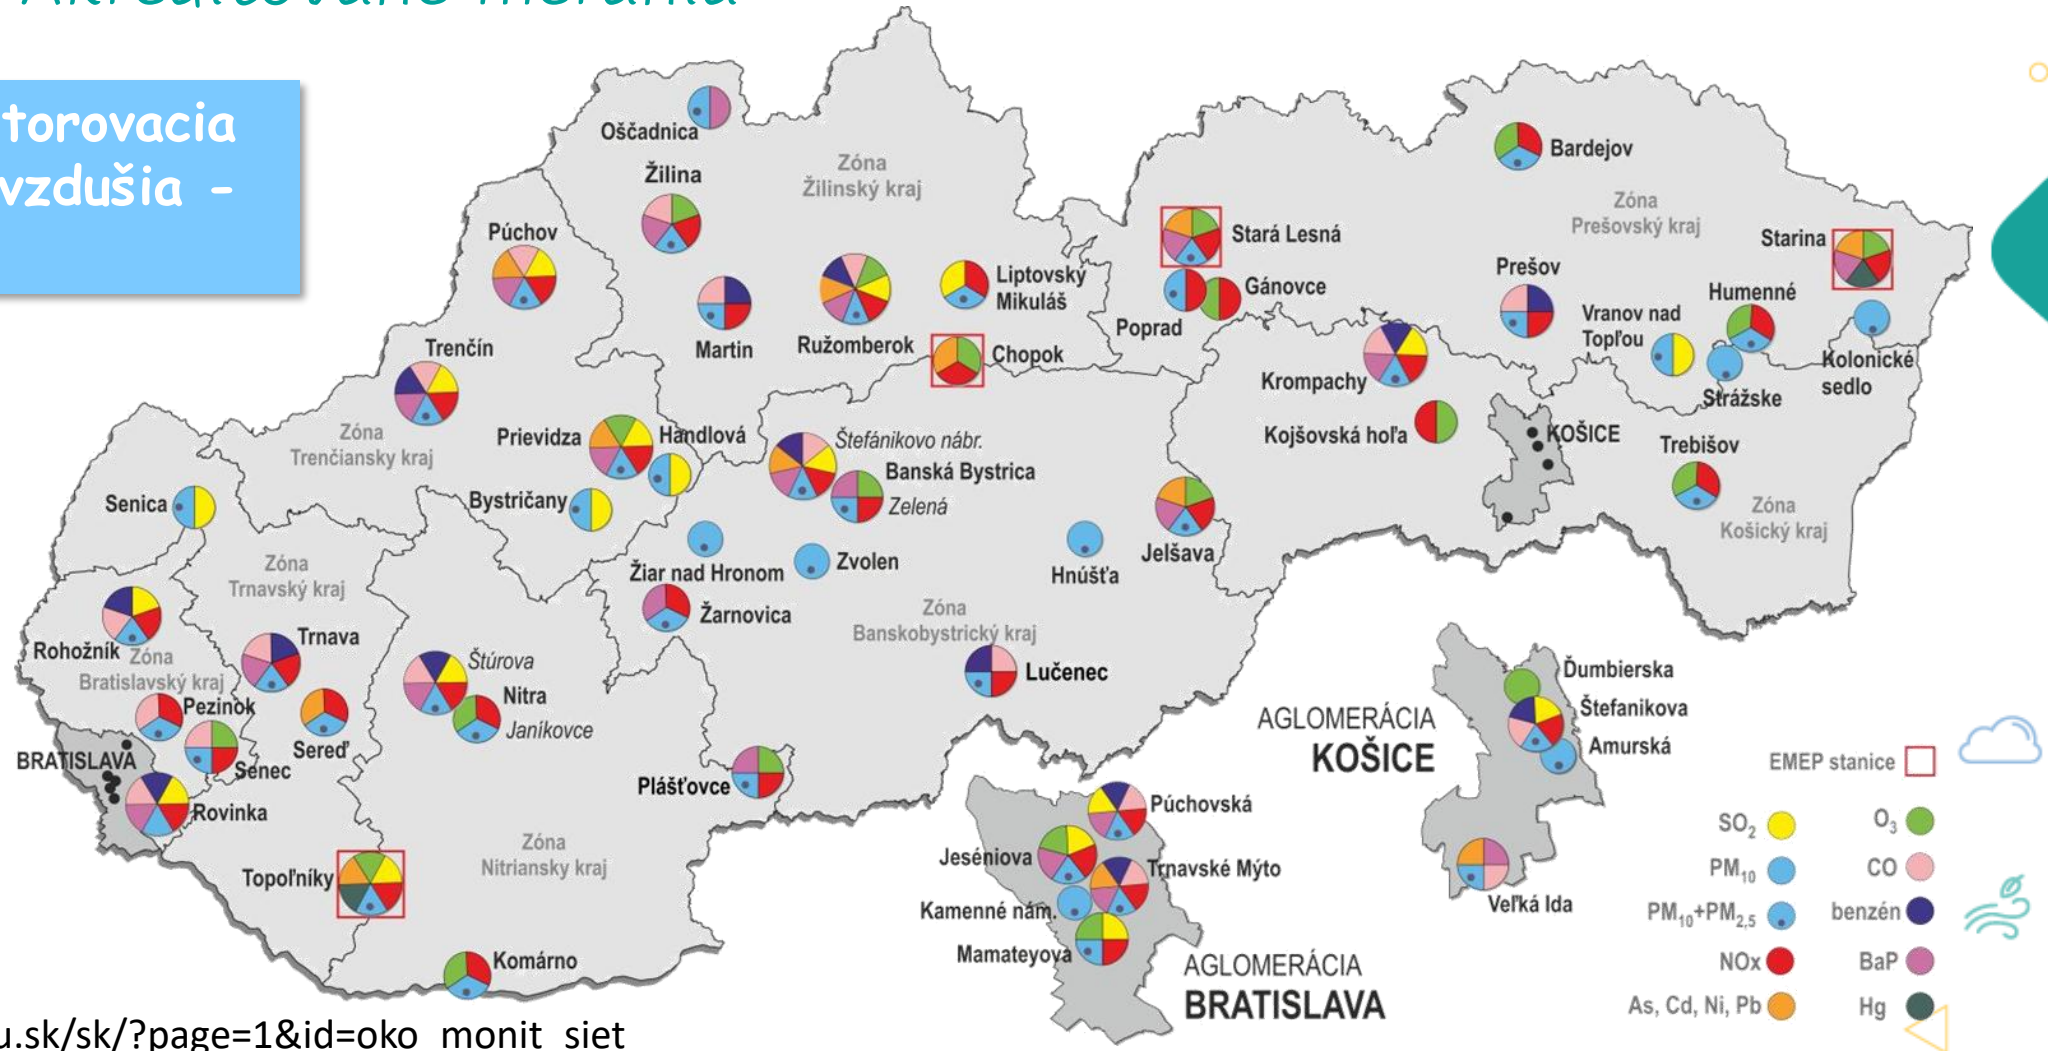 Akreditované merania
torovacia
vzdušia -
Oščadnica
Žilina
Zóna
Žilinský kraj
Púchov
Martin
Ružomberok
Liptovský
Mikuláš
Chopok
Trenčín
Zóna
Trenčiansky kraj
Prievidza
Handlová
Bystričany
Senica
Stará Lesná
Gánovce
Poprad
Bardejov
Zóna
Prešovský kraj
Starina
Prešov
Vranov nad
Topľou
Humenné
Strážske
Kolonické
sedlo
Krompachy
Kojšovská hoľa
KOŠICE
Trebišov
Zóna
Košický kraj
Štefánikovo nábr.
Banská Bystrica
Zelená
Žiar nad Hronom
Zvolen
Žarnovica
Hnúšťa
Jelšava
Zóna
Banskobystrický kraj
Lučenec
Zóna
Trnavský kraj
Rohožník
Zóna
Bratislavský kraj
Trnava
Pezinok
Senec
Sereď
BRATISLAVA
Rovinka
Štúrova
Nitra
Janíkovce
Plášťovce
Zóna
Nitriansky kraj
Topoľníky
Komárno
AGLOMERÁCIA
KOŠICE
Ďumbierska
Štefanikova
Amurská
Veľká Ida
Púchovská
Jeséniova
Trnavské Mýto
Kamenné nám.
Mamateyova
AGLOMERÁCIA
BRATISLAVA
EMEP stanice
SO2
O3
PM10
CO
PM10+PM2,5
benzén
NOx
BaP
As, Cd, Ni, Pb
Hg
u.sk/sk/?page=1&id=oko_monit_siet